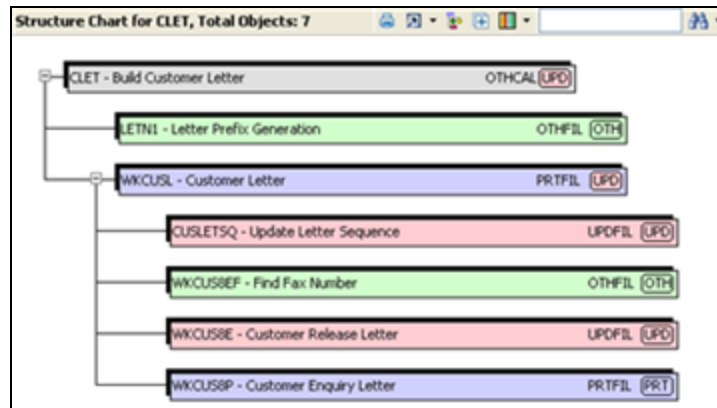 Structure Chart for CLET, Total Objects: 7
CLET - Build Customer Letter OTHCAL UPD
LETN1 - Letter Prefix Generation OTHFIL OTH
WKCUSL - Customer Letter PRTFIL UPD
CUSLETSQ - Update Letter Sequence UPDFIL UPD
WKCUS8EF - Find Fax Number OTHFIL OTH
WKCUS8E - Customer Release Letter UPDFIL UPD
WKCUS8P - Customer Enquiry Letter PRTFIL PRT